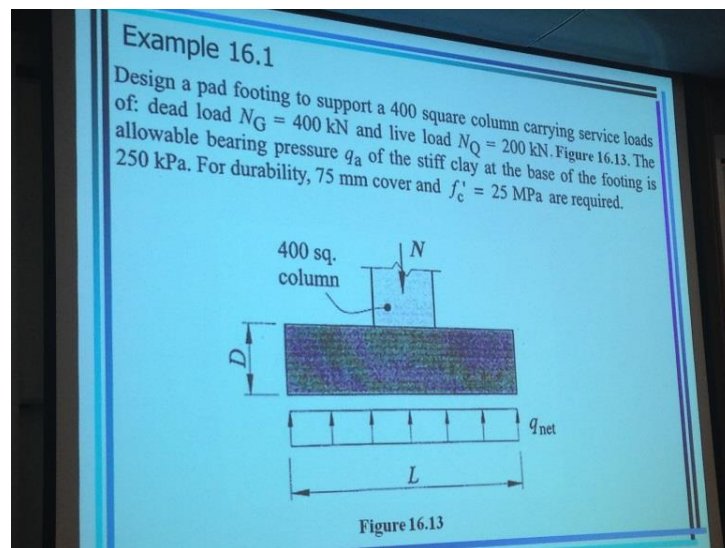 Example 16.1
Design a pad footing to support a 400 square column carrying service loads
of: dead load NG = 400 kN and live load NQ = 200 kN. Figure 16.13. The
allowable bearing pressure qa of the stiff clay at the base of the footing is
250 kPa. For durability, 75 mm cover and f'c = 25 MPa are required.
400 sq.
column
N
D
qnet
L
Figure 16.13